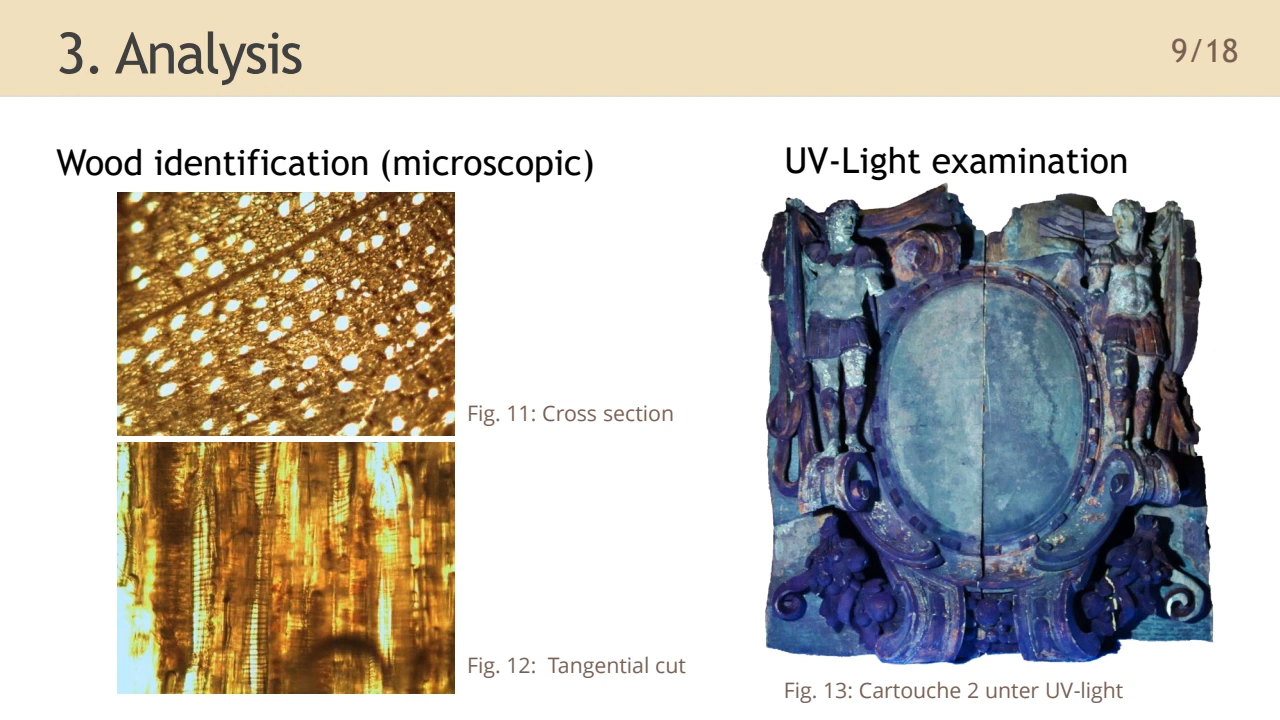 3. Analysis
9/18
Wood identification (microscopic)
Fig. 11: Cross section
Fig. 12: Tangential cut
UV-Light examination
Fig. 13: Cartouche 2 unter UV-light